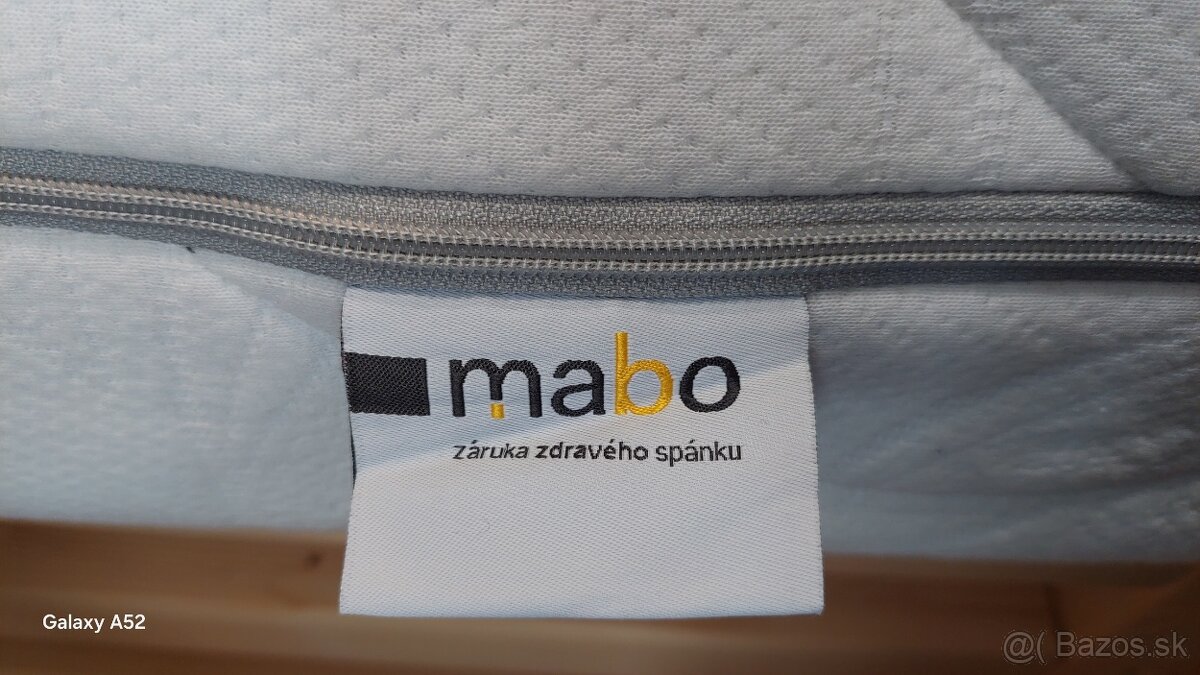 mabo
záruka zdravého spánku
Galaxy A52
@( Bazos.sk